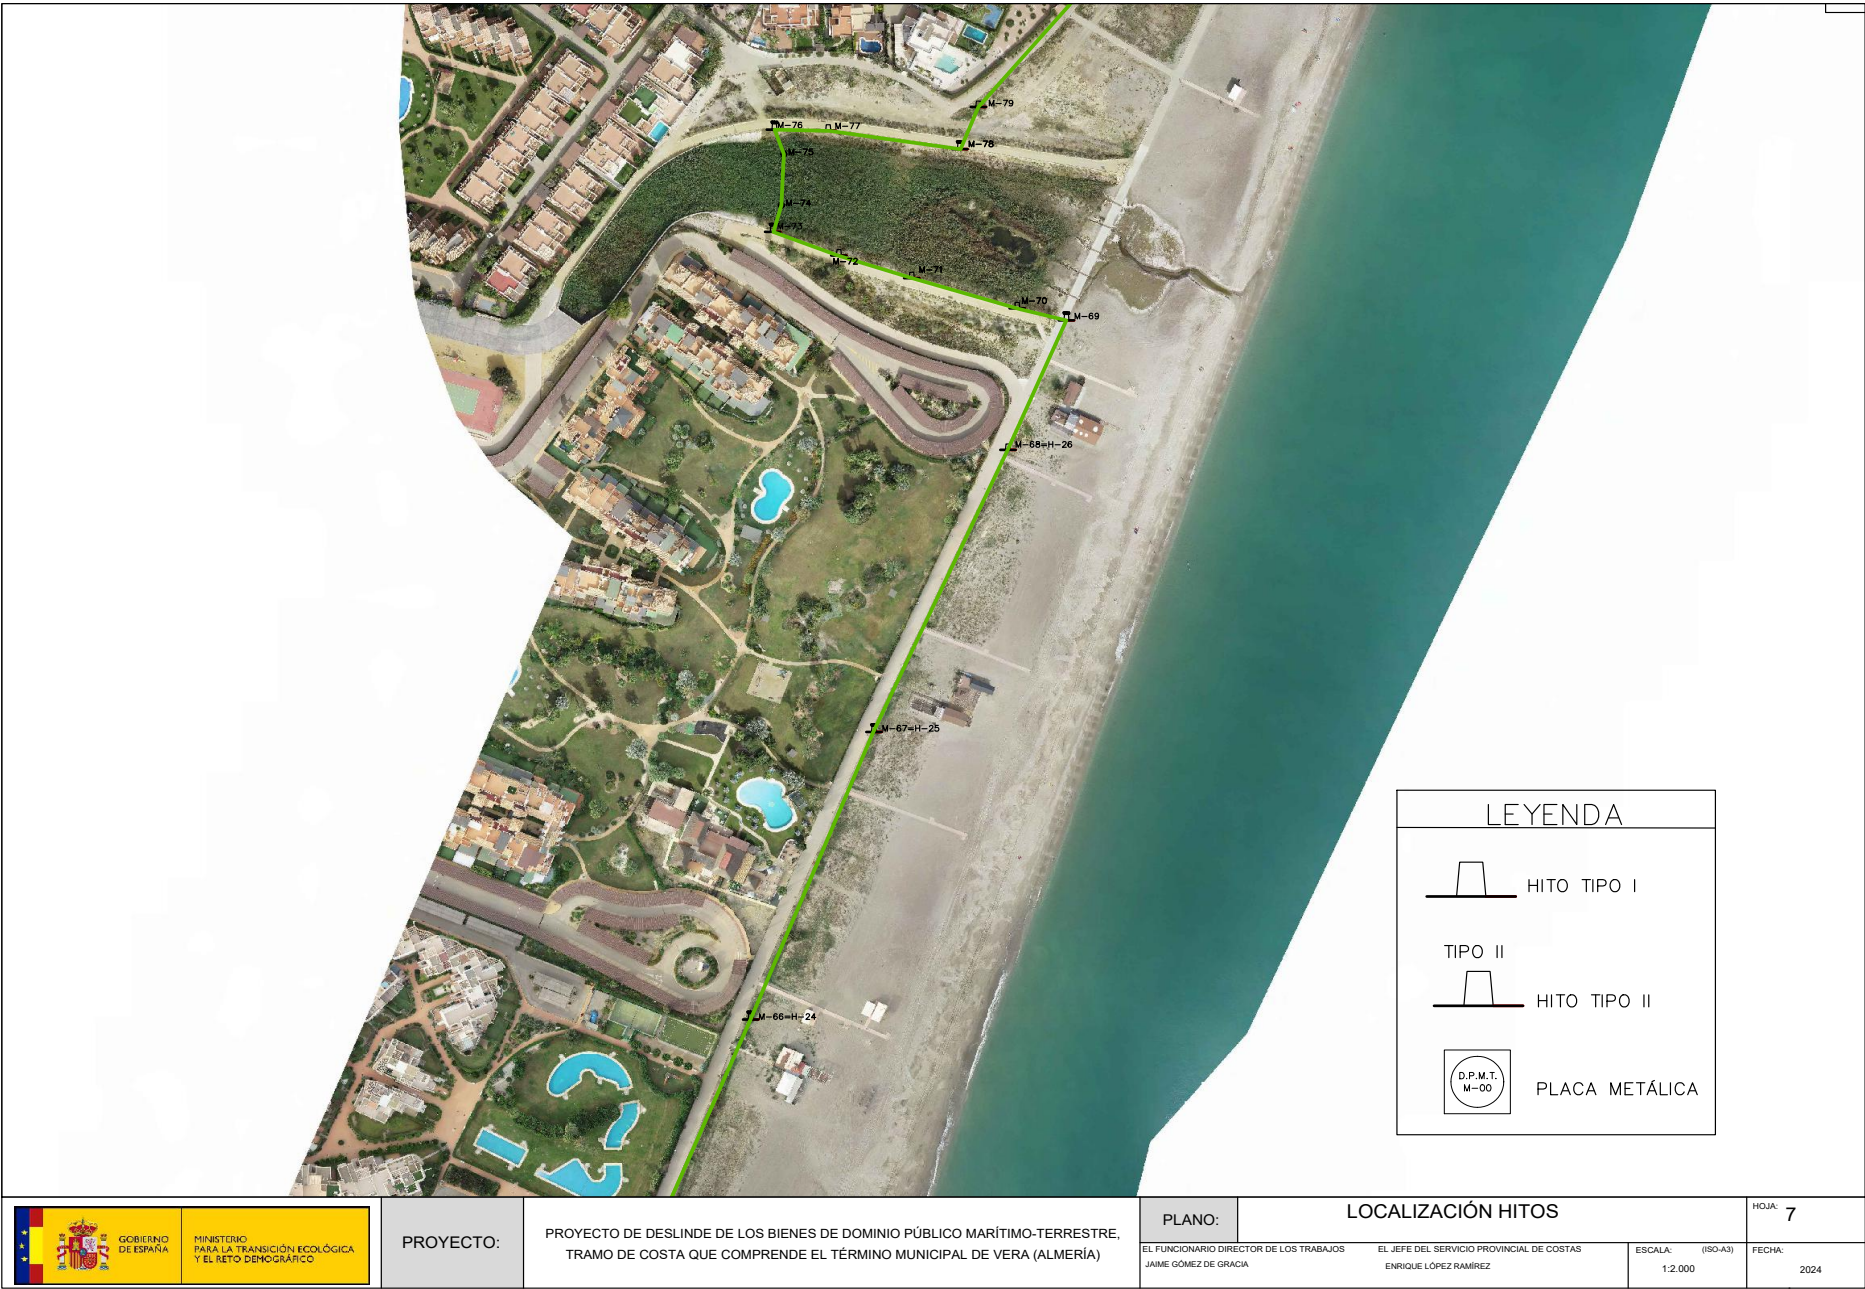 M-79
M-76
M-77
M-78
M-75
M-74
M-73
M-72
M-71
M-70
M-69
M-68=H-26
M-67=H-25
M-66=H-24
LEYENDA
HITO TIPO I
TIPO II
HITO TIPO II
D.P.M.T.
M-00
PLACA METÁLICA
GOBIERNO
DE ESPAÑA
MINISTERIO
PARA LA TRANSICIÓN ECOLÓGICA
Y EL RETO DEMOGRÁFICO
PROYECTO:
PROYECTO DE DESLINDE DE LOS BIENES DE DOMINIO PÚBLICO MARÍTIMO-TERRESTRE,
TRAMO DE COSTA QUE COMPRENDE EL TÉRMINO MUNICIPAL DE VERA (ALMERÍA)
PLANO:
LOCALIZACIÓN HITOS
HOJA: 7
EL FUNCIONARIO DIRECTOR DE LOS TRABAJOS
JAIME GÓMEZ DE GRACIA
EL JEFE DEL SERVICIO PROVINCIAL DE COSTAS
ENRIQUE LÓPEZ RAMÍREZ
ESCALA: (ISO-A3)
1:2.000
FECHA:
2024